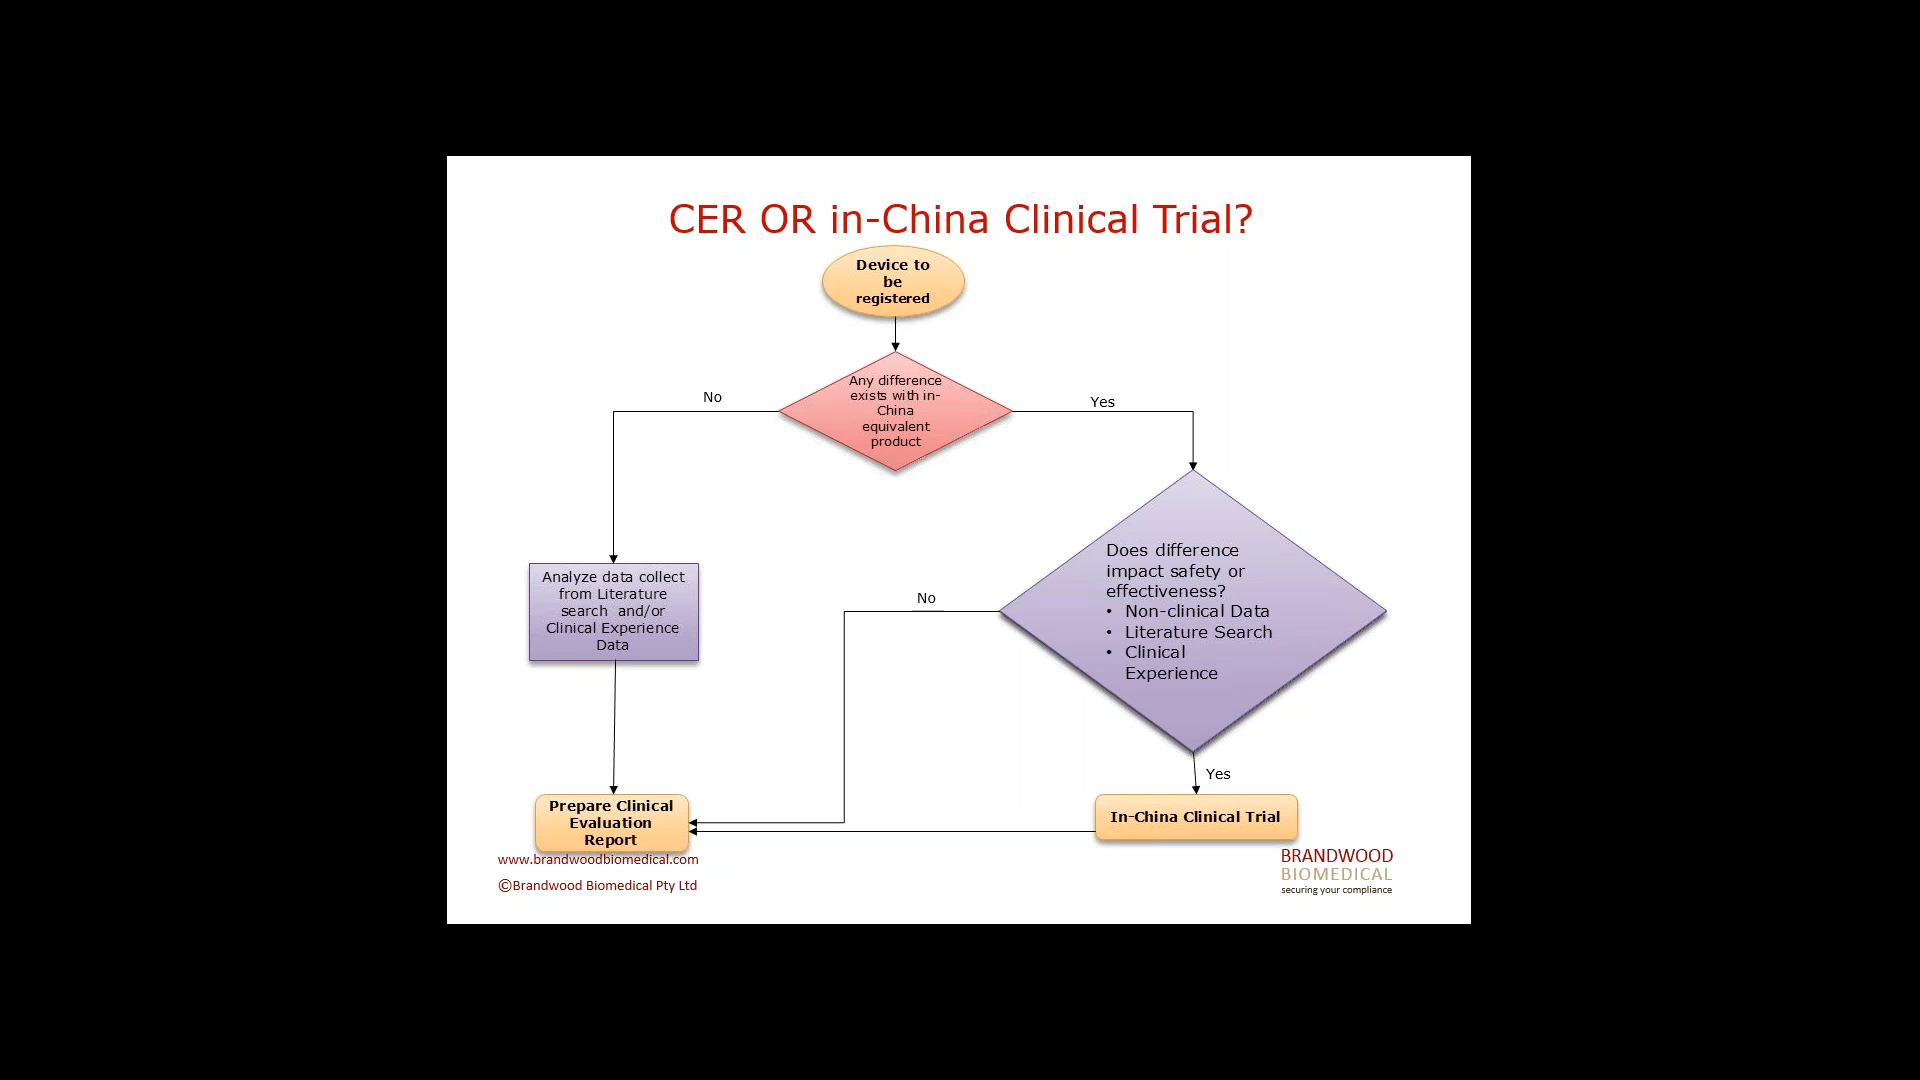 CER OR in-China Clinical Trial?
Device to
be
registered
Any difference
exists with in-
China
equivalent
product
No
Yes
Does difference
impact safety or
effectiveness?
• Non-clinical Data
• Literature Search
• Clinical
Experience
Analyze data collect
from Literature
search and/or
Clinical Experience
Data
No
Yes
Prepare Clinical
Evaluation
Report
In-China Clinical Trial
www.brandwoodbiomedical.com
©Brandwood Biomedical Pty Ltd
BRANDWOOD
BIOMEDICAL
securing your compliance